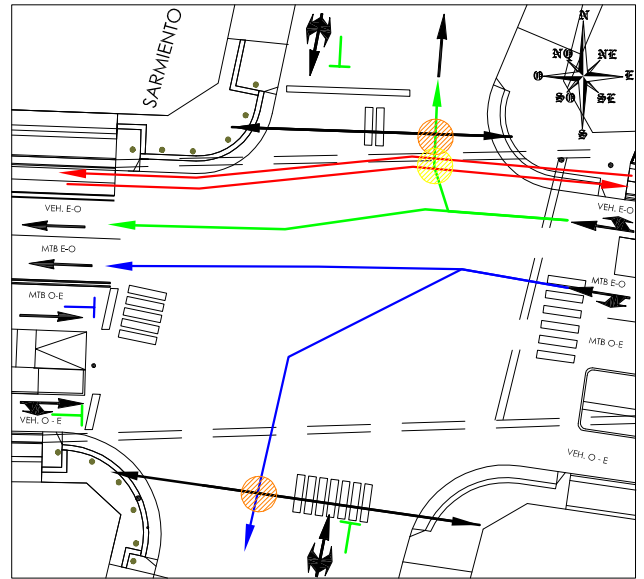 SARMIENTO
N
NO
NE
O
E
SO
SE
S
VEH. E-O
VEH. E-O
MTB E-O
MTB E-O
MTB O-E
MTB O-E
VEH. O - E
VEH. O - E